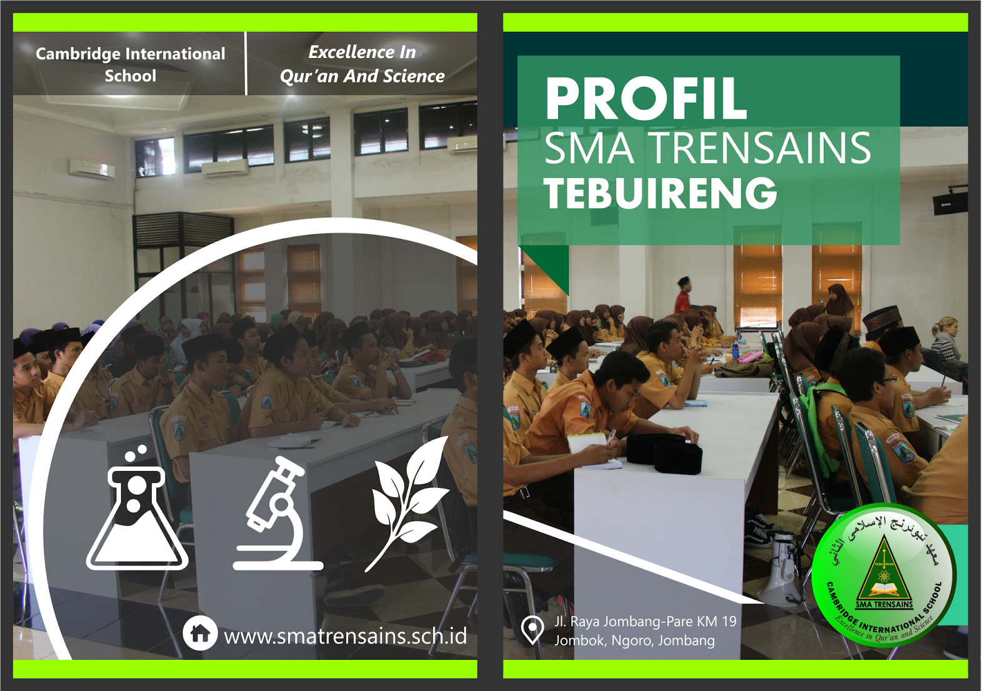 Cambridge International
School
Excellence In
Qur'an And Science
www.smatrensains.sch.id
PROFIL
SMA TRENSAINS
TEBUIRENG
Jl. Raya Jombang-Pare KM 19
Jombok, Ngoro, Jombang
معهد تبوئرنج الإسلامى الثاني
TEBUIRENG
SMA TRENSAINS
CAMBRIDGE INTERNATIONAL SCHOOL
Excellence in Qur'an and Science